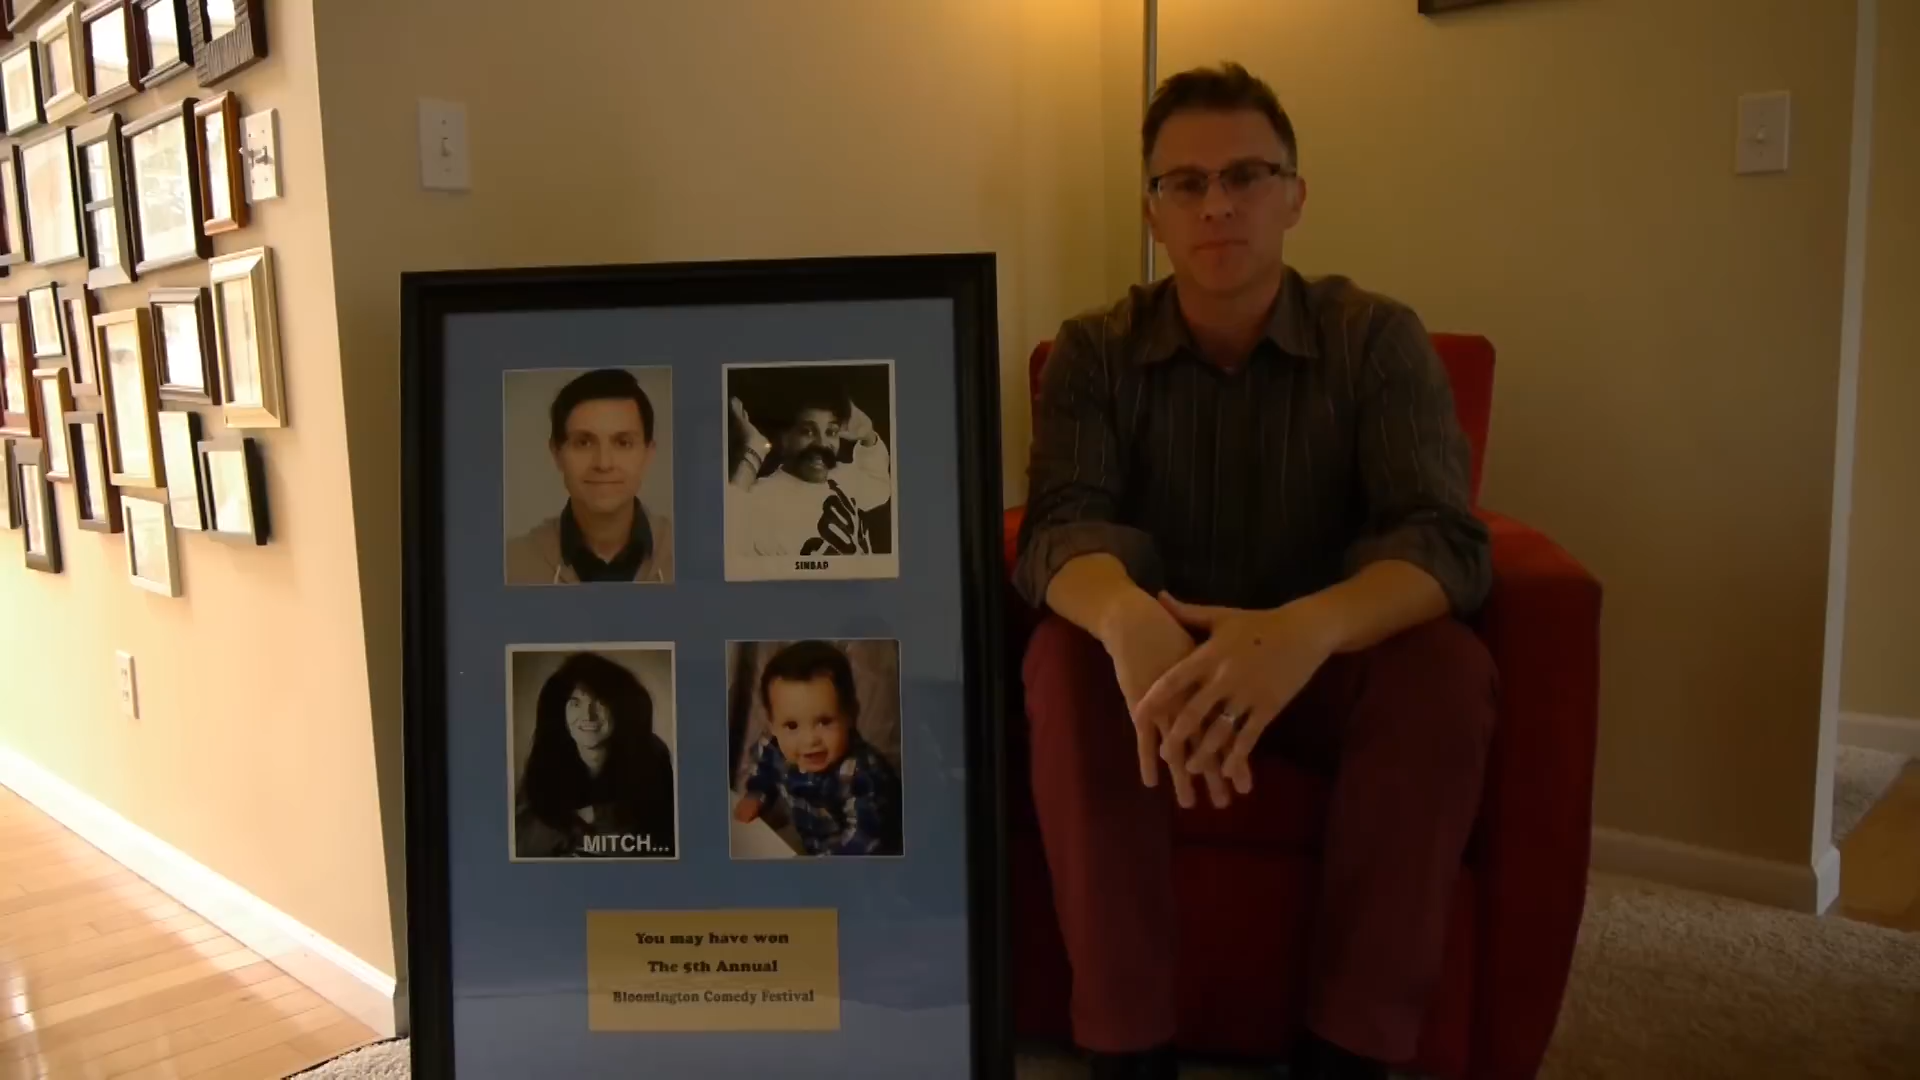 SINBAD
MITCH...
You may have won
The 5th Annual
Bloomington Comedy Festival